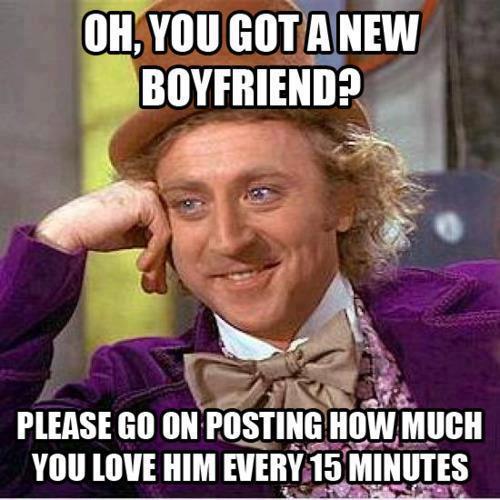 OH, YOU GOT A NEW
BOYFRIEND?
PLEASE GO ON POSTING HOW MUCH
YOU LOVE HIM EVERY 15 MINUTES